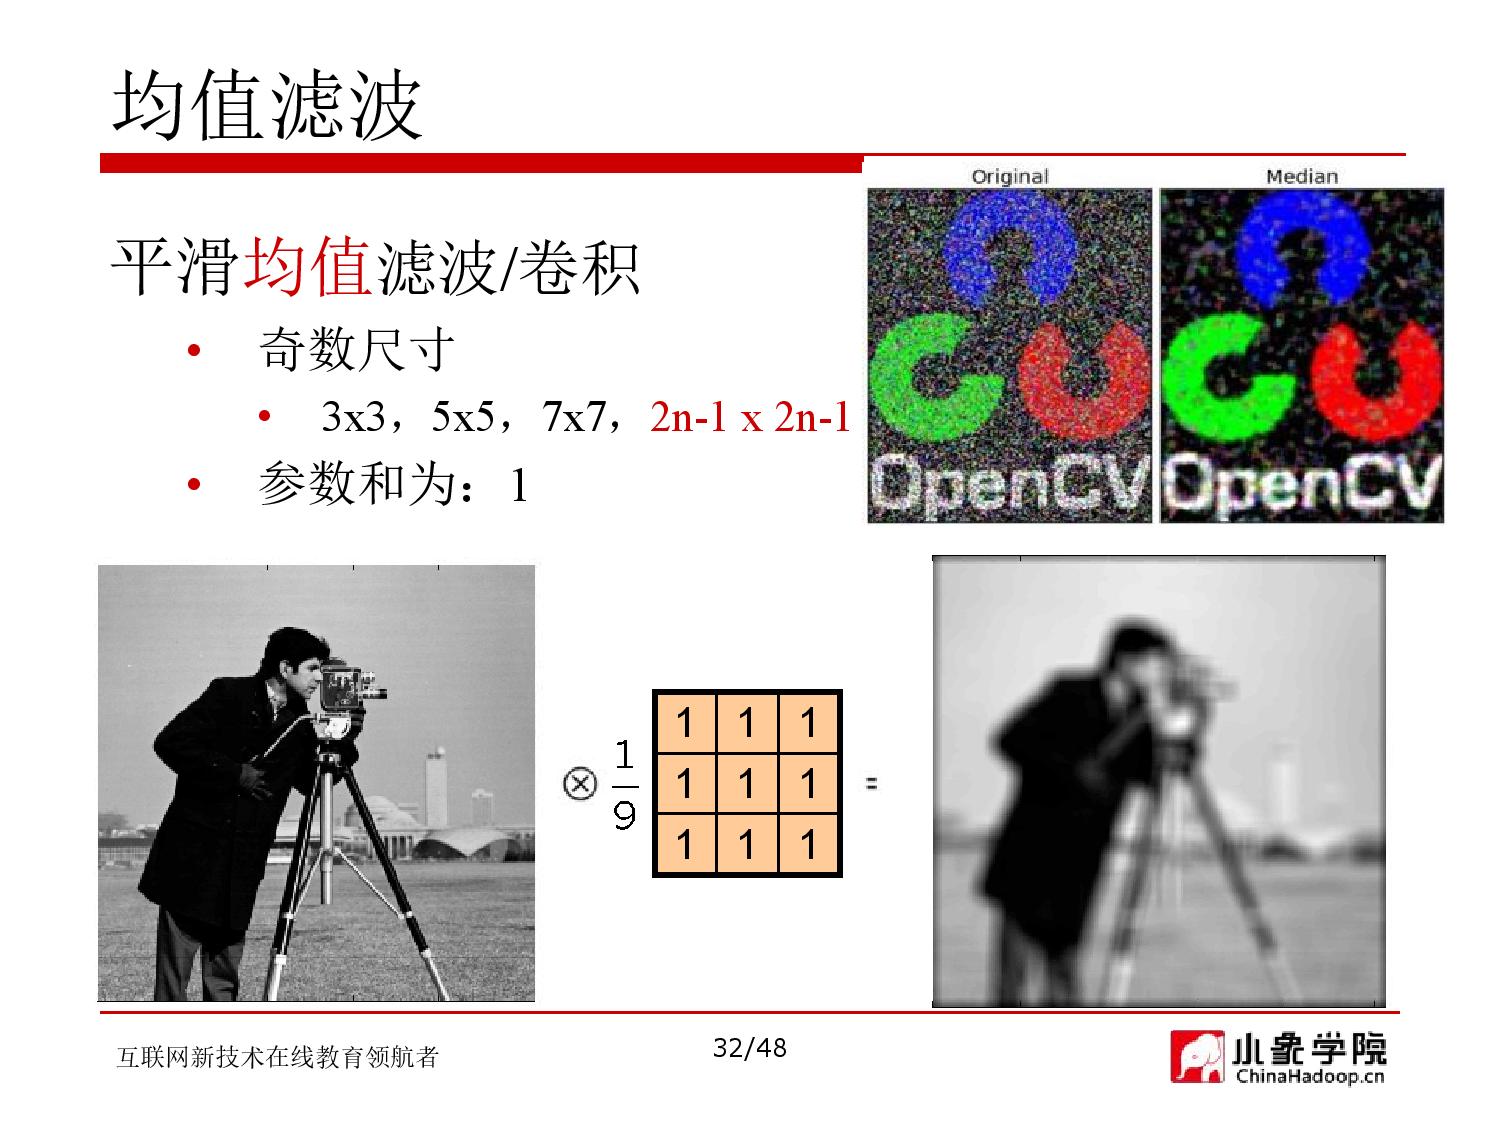 均值滤波
Original Median
平滑均值滤波/卷积
• 奇数尺寸
• 3x3，5x5，7x7，2n-1 x 2n-1
• 参数和为：1
OpenCV OpenCV
1 1 1
⊗ 1/9 1 1 1 =
1 1 1
互联网新技术在线教育领航者
32/48
小象学院
ChinaHadoop.cn